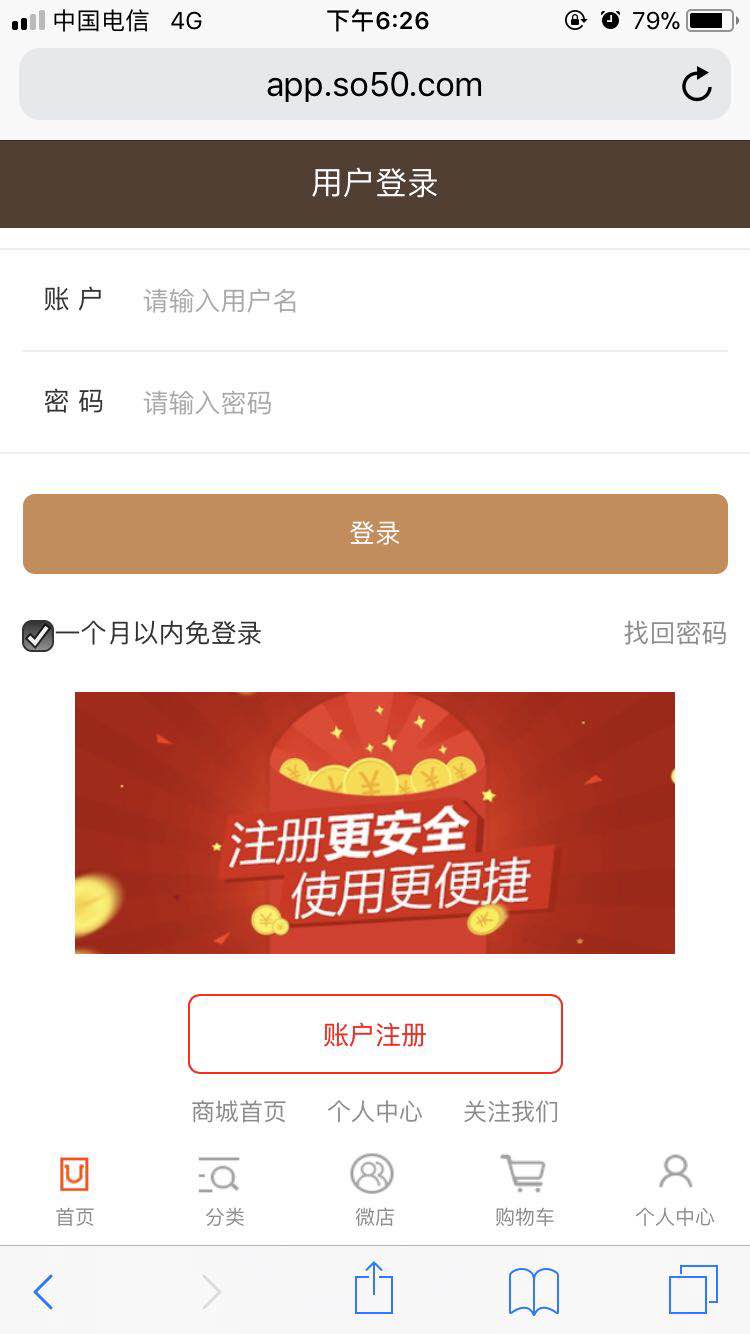 中国电信 4G 下午6:26 79%
app.so50.com
用户登录
账 户 请输入用户名
密 码 请输入密码
登录
一个月以内免登录 找回密码
注册更安全
使用更便捷
账户注册
商城首页 个人中心 关注我们
首页 分类 微店 购物车 个人中心